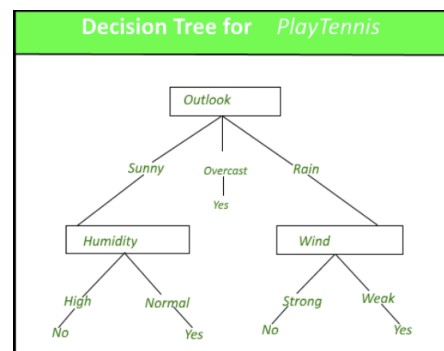 Decision Tree for PlayTennis
Outlook
Sunny Overcast Rain
Yes
Humidity Wind
High Normal Strong Weak
No Yes No Yes